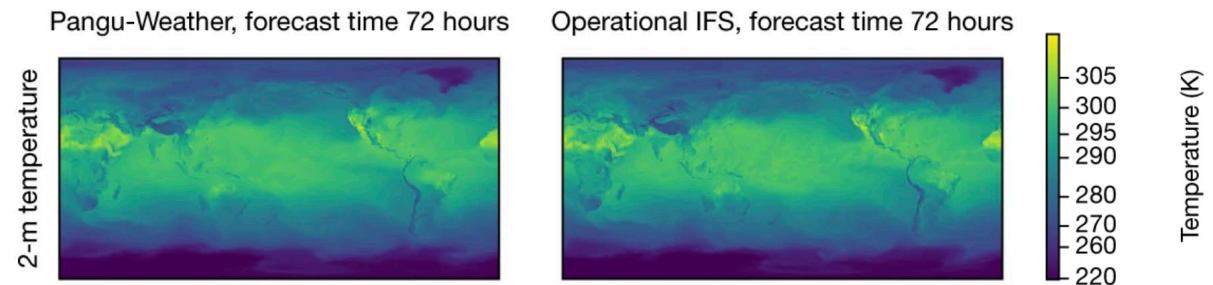 Pangu-Weather, forecast time 72 hours
Operational IFS, forecast time 72 hours
2-m temperature
305
300
295
290
280
270
260
220
Temperature (K)